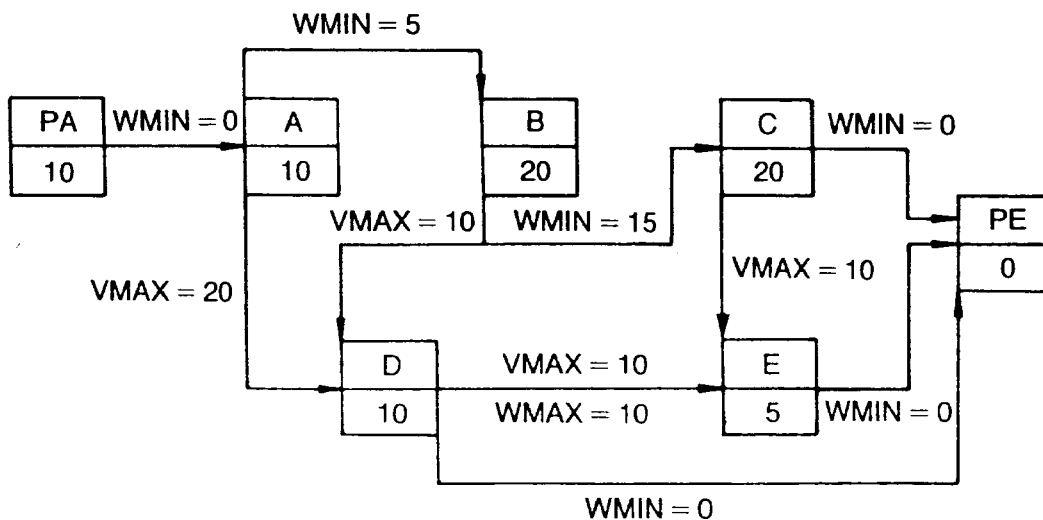 WMIN = 5
PA
10
WMIN = 0
A
10
B
20
C
20
WMIN = 0
VMAX = 10
WMIN = 15
PE
0
VMAX = 20
VMAX = 10
D
10
VMAX = 10
WMAX = 10
E
5
WMIN = 0
WMIN = 0